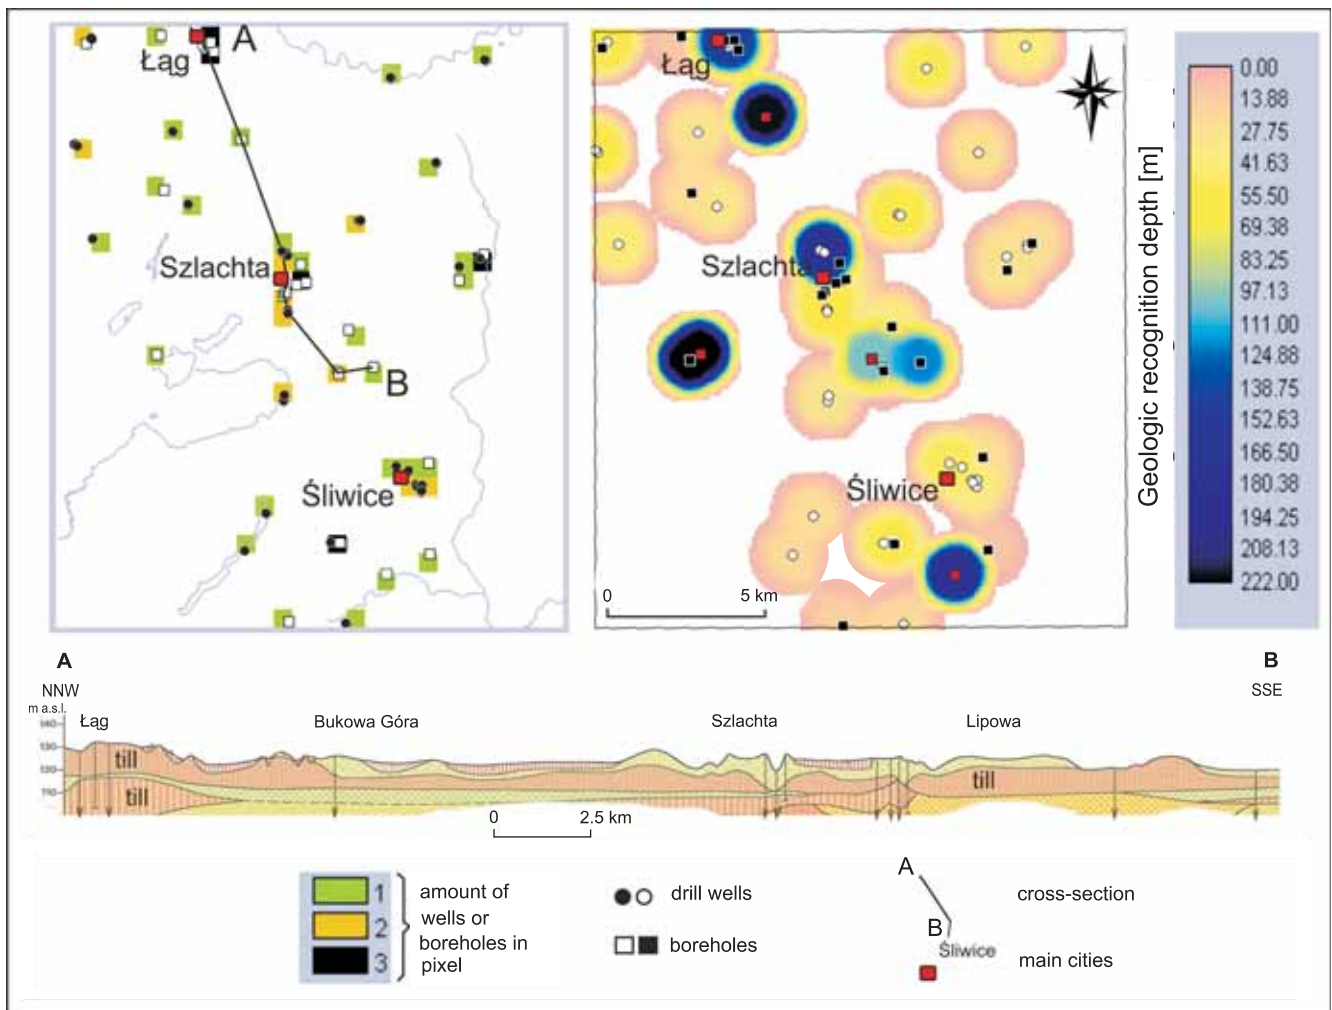 A
Łąg
Szlachta
B
Śliwice
Łąg
Szlachta
Śliwice
0 5 km
Geologic recognition depth [m]
0.00
13.88
27.75
41.63
55.50
69.38
83.25
97.13
111.00
124.88
138.75
152.63
166.50
180.38
194.25
208.13
222.00
A B
NNW SSE
m a.s.l.
Łąg Bukowa Góra Szlachta Lipowa
130
120
110
till
till
till
0 2.5 km
1
2
3
amount of
wells or
boreholes in
pixel
drill wells
boreholes
A
B
cross-section
Śliwice
main cities